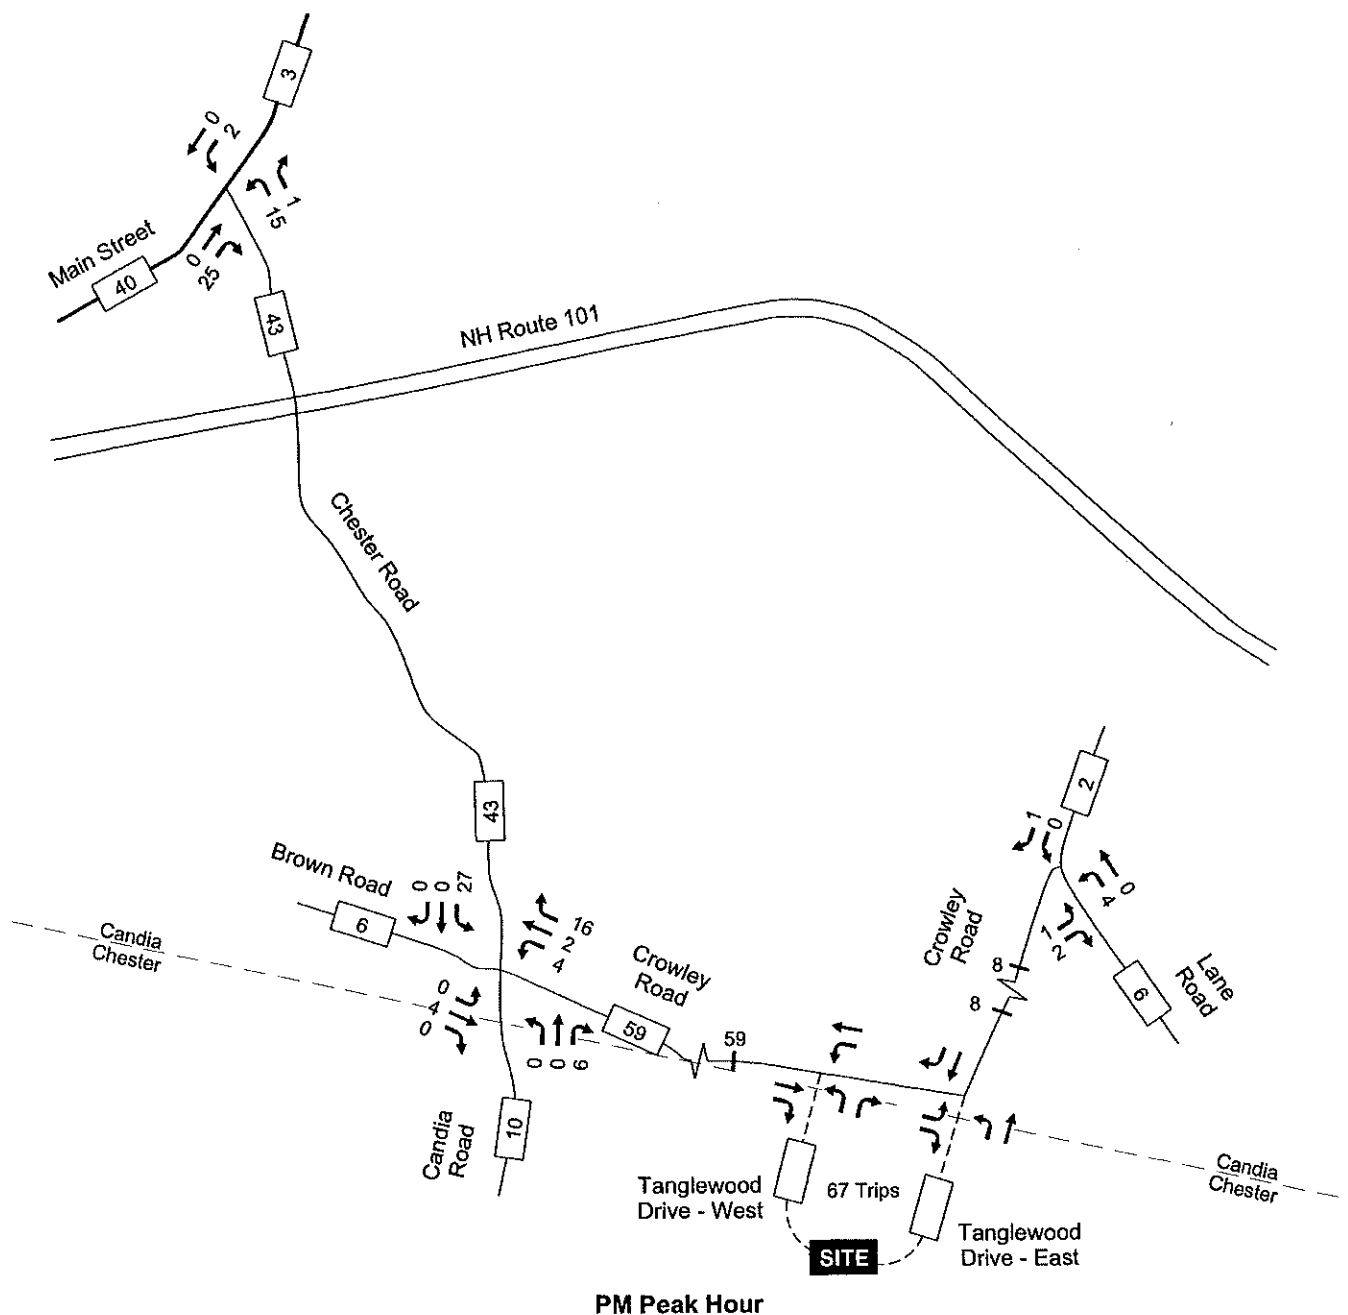 3
0
2
1
15
Main Street
0
25
40
43
NH Route 101
Chester Road
43
2
1
0
0
4
Brown Road
0
0
27
6
16
2
4
Crowley
Road
Crowley
Road
1
2
Lane
Road
6
Candia
Chester
0
4
0
0
0
6
59
59
8
8
Candia
Road
10
Tanglewood
Drive - West
67 Trips
Tanglewood
Drive - East
Candia
Chester
SITE
PM Peak Hour